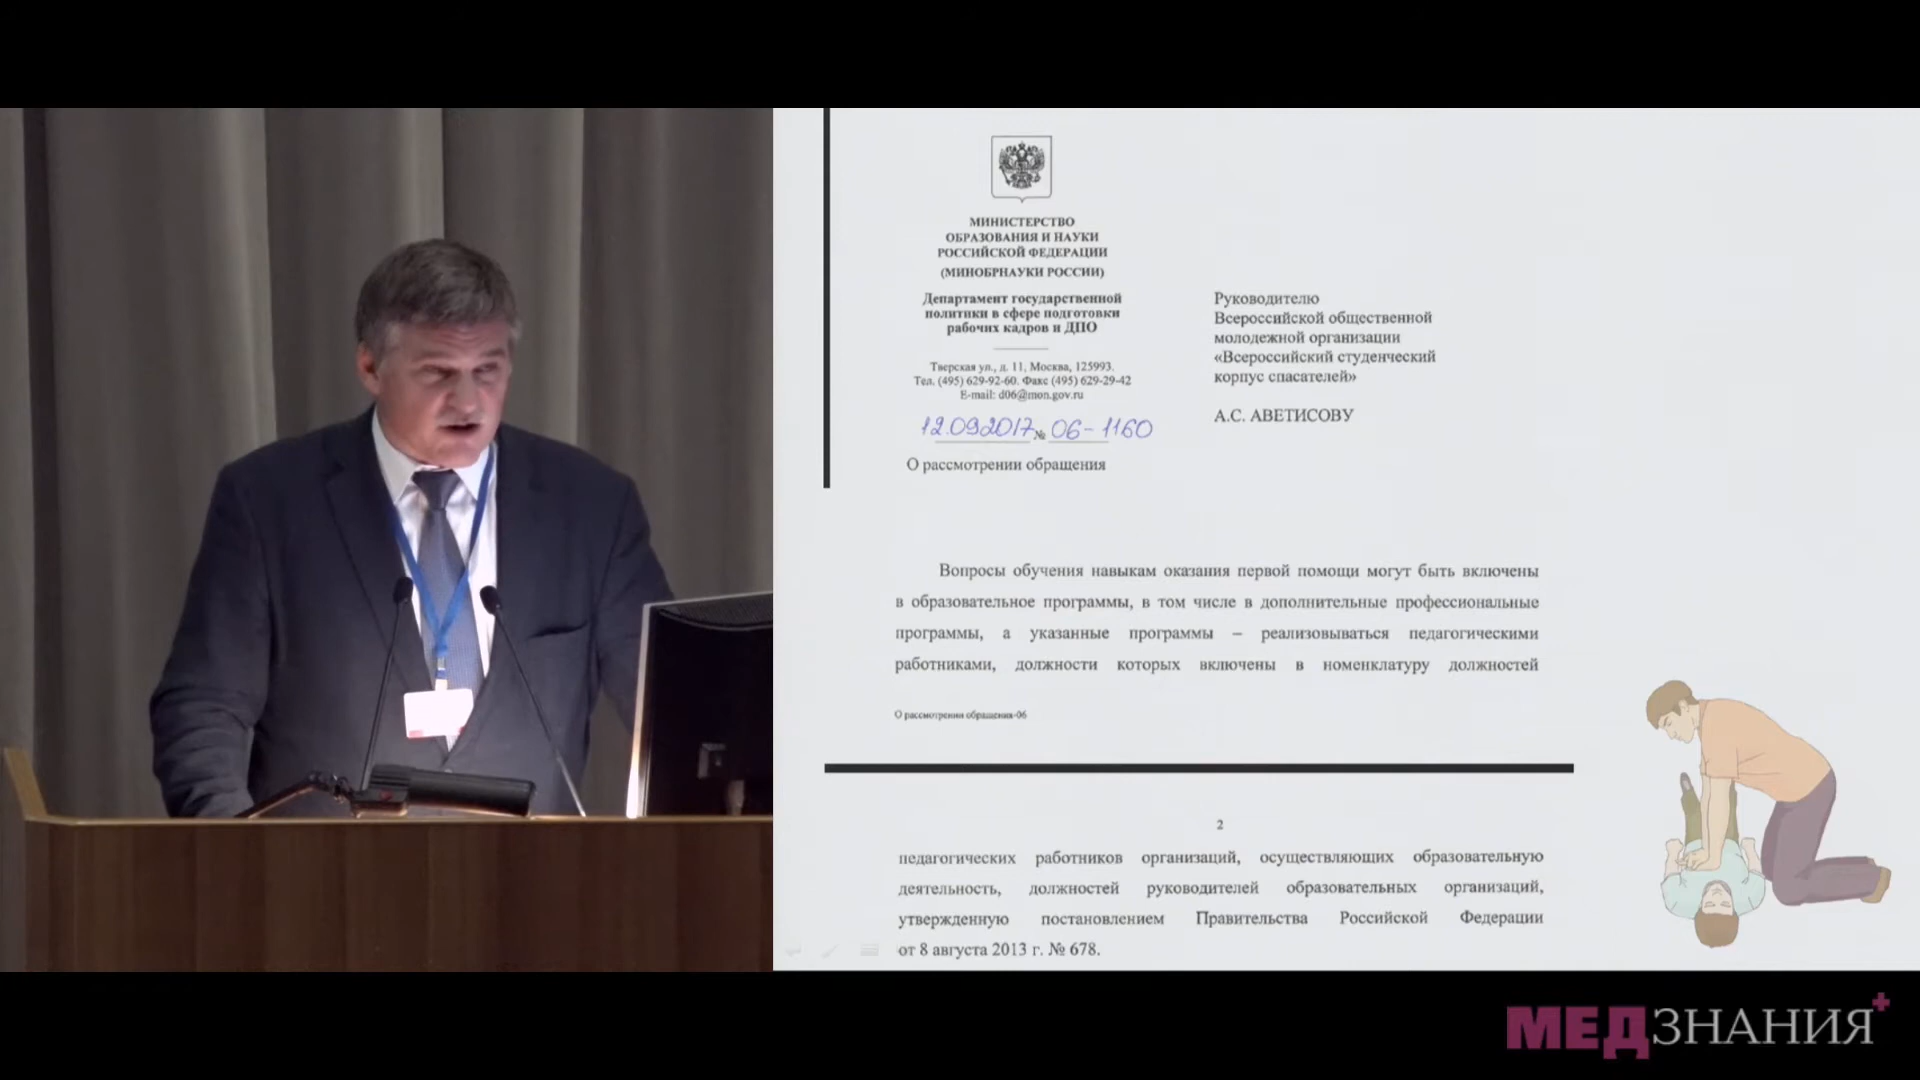 МИНИСТЕРСТВО
ОБРАЗОВАНИЯ И НАУКИ
РОССИЙСКОЙ ФЕДЕРАЦИИ
(МИНОБРНАУКИ РОССИИ)
Департамент государственной
политики в сфере подготовки
рабочих кадров и ДПО
Тверская ул., д. 11, Москва, 125993.
Тел. (495) 629-92-60. Факс (495) 629-29-42
E-mail: d06@mon.gov.ru
12.09.2017 № 06-1160
О рассмотрении обращения
Руководителю
Всероссийской общественной
молодежной организации
«Всероссийский студенческий
корпус спасателей»
А.С. АВЕТИСОВУ
Вопросы обучения навыкам оказания первой помощи могут быть включены
в образовательное программы, в том числе в дополнительные профессиональные
программы, а указанные программы – реализовываться педагогическими
работниками, должности которых включены в номенклатуру должностей
О рассмотрении обращения-06
2
педагогических работников организаций, осуществляющих образовательную
деятельность, должностей руководителей образовательных организаций,
утвержденную постановлением Правительства Российской Федерации
от 8 августа 2013 г. № 678.
МЕДЗНАНИЯ+